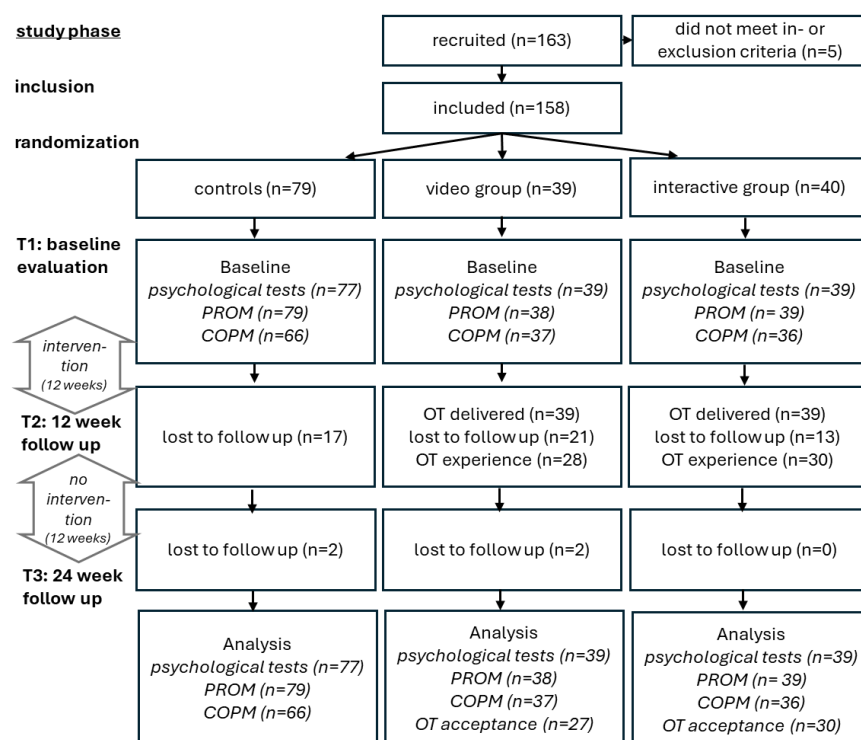 study phase
recruited (n=163)
did not meet in- or
exclusion criteria (n=5)
inclusion
included (n=158)
randomization
controls (n=79)
video group (n=39)
interactive group (n=40)
T1: baseline
evaluation
Baseline
psychological tests (n=77)
PROM (n=79)
COPM (n=66)
Baseline
psychological tests (n=39)
PROM (n=38)
COPM (n=37)
Baseline
psychological tests (n=39)
PROM (n= 39)
COPM (n=36)
interven-
tion
(12 weeks)
T2: 12 week
follow up
lost to follow up (n=17)
OT delivered (n=39)
lost to follow up (n=21)
OT experience (n=28)
OT delivered (n=39)
lost to follow up (n=13)
OT experience (n=30)
no
interven-
tion
(12 weeks)
T3: 24 week
follow up
lost to follow up (n=2)
lost to follow up (n=2)
lost to follow up (n=0)
Analysis
psychological tests (n=77)
PROM (n=79)
COPM (n=66)
Analysis
psychological tests (n=39)
PROM (n=38)
COPM (n=37)
OT acceptance (n=27)
Analysis
psychological tests (n=39)
PROM (n= 39)
COPM (n=36)
OT acceptance (n=30)